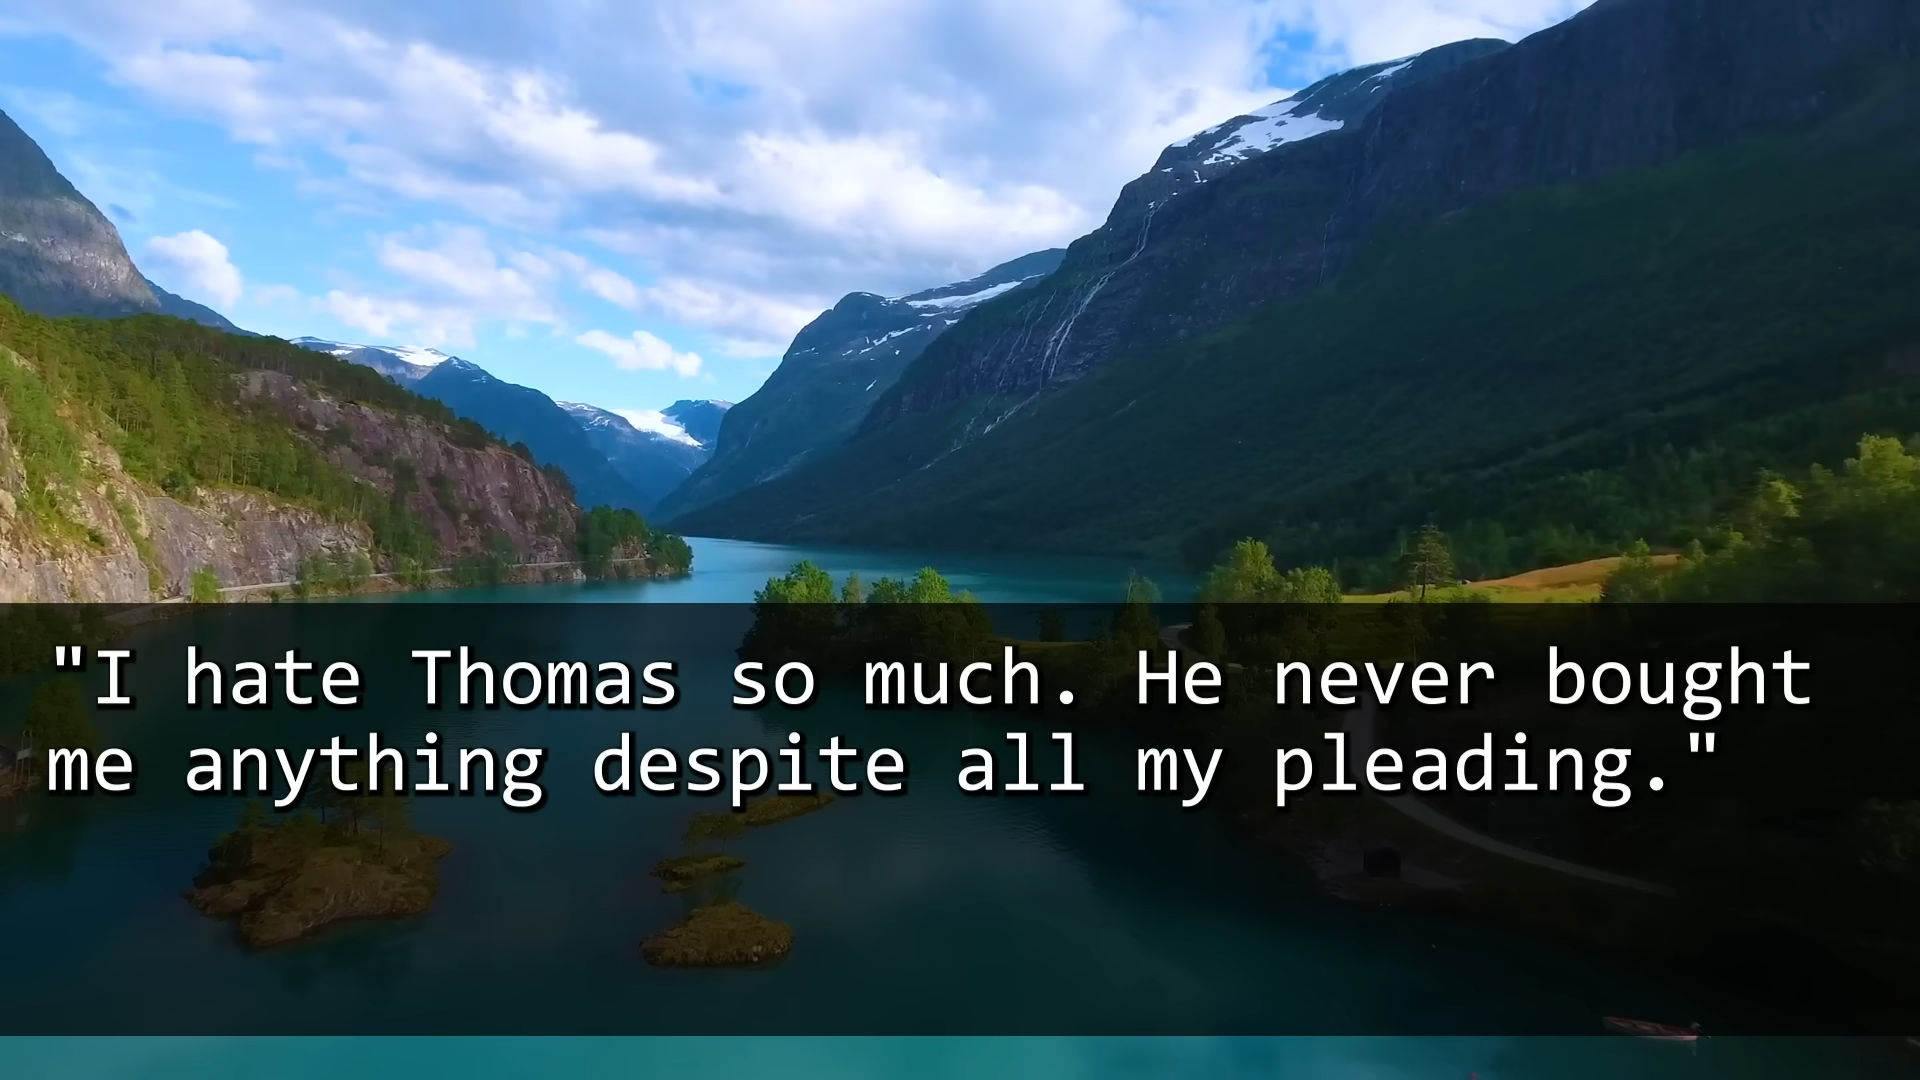 "I hate Thomas so much. He never bought
me anything despite all my pleading."